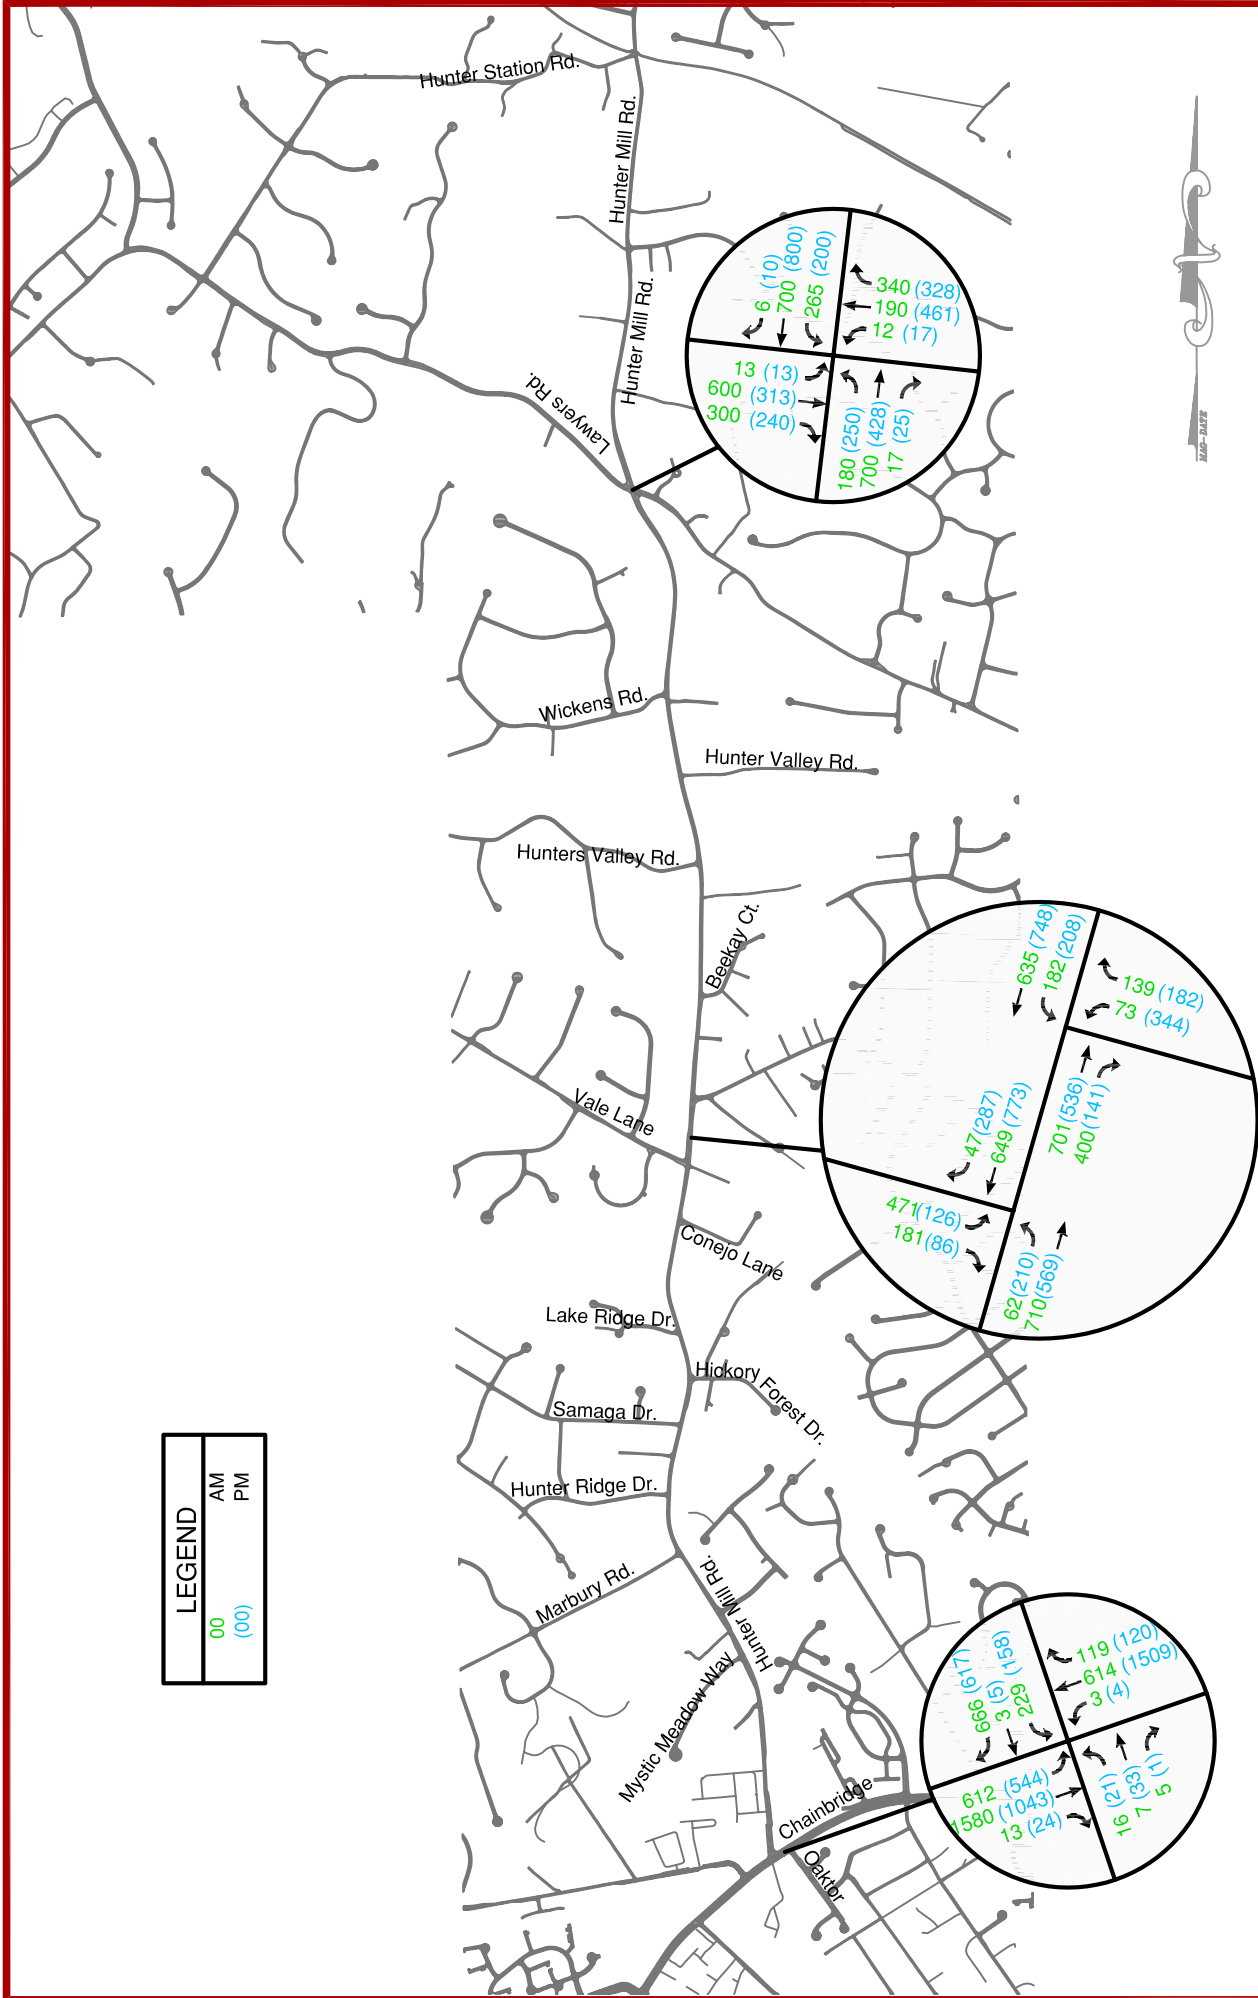 Hunter Station Rd.
Hunter Mill Rd.
Hunter Mill Rd.
Lawyers Rd.
MAG-DATE
6 (10)
700 (800)
265 (200)
340 (328)
190 (461)
12 (17)
13 (13)
600 (313)
300 (240)
180 (250)
700 (428)
17 (25)
Wickens Rd.
Hunter Valley Rd.
Hunters Valley Rd.
Beekay Ct.
Vale Lane
635 (748)
182 (208)
139 (182)
73 (344)
47 (287)
649 (773)
701 (536)
400 (141)
471 (126)
181 (86)
62 (210)
710 (569)
Conejo Lane
Lake Ridge Dr.
Hickory Forest Dr.
Samaga Dr.
Hunter Ridge Dr.
LEGEND
00 AM
(00) PM
Marbury Rd.
Hunter Mill Rd.
Mystic Meadow Way
Chainbridge
Oaktor
666 (617)
3 (5)
229 (158)
119 (120)
614 (1509)
3 (4)
612 (544)
1580 (1043)
13 (24)
16 (21)
7 (33)
5 (1)